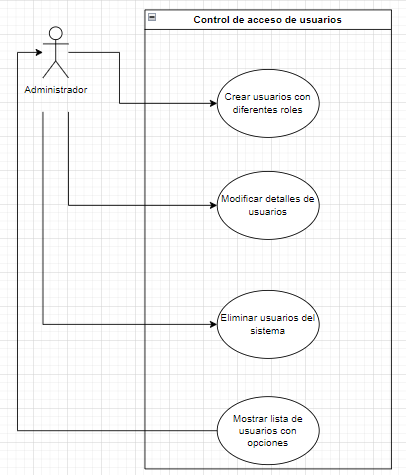 Control de acceso de usuarios
Administrador
Crear usuarios con
diferentes roles
Modificar detalles de
usuarios
Eliminar usuarios del
sistema
Mostrar lista de
usuarios con
opciones